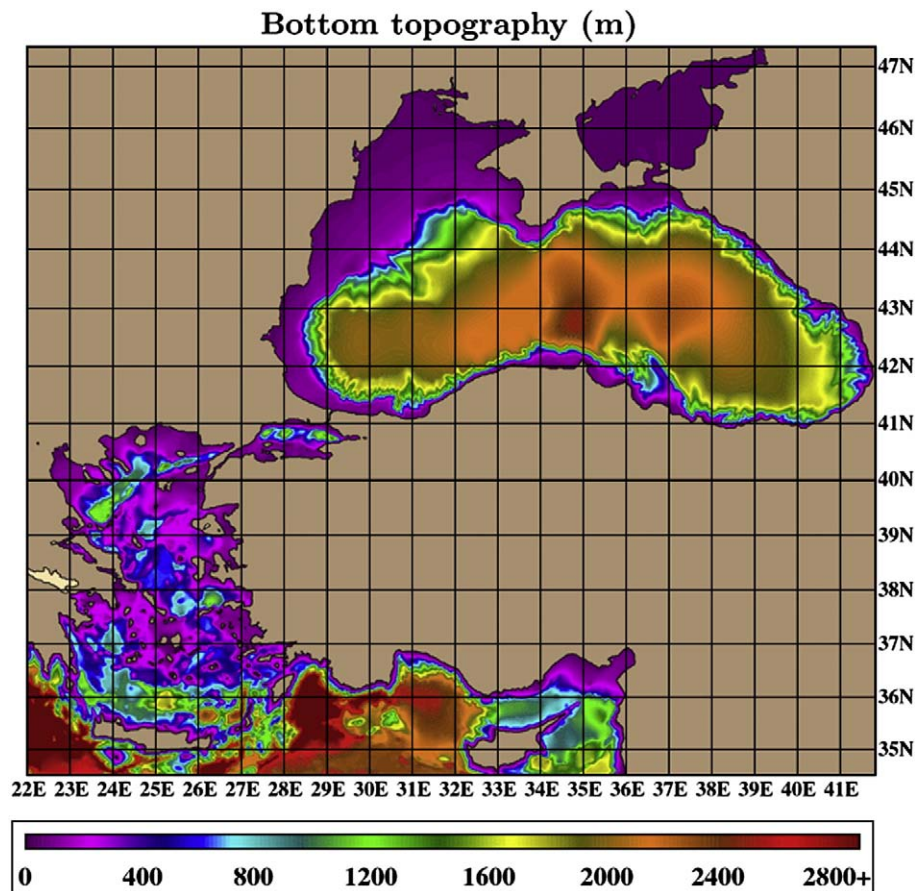 Bottom topography (m)
47N
46N
45N
44N
43N
42N
41N
40N
39N
38N
37N
36N
35N
22E 23E 24E 25E 26E 27E 28E 29E 30E 31E 32E 33E 34E 35E 36E 37E 38E 39E 40E 41E
0 400 800 1200 1600 2000 2400 2800+